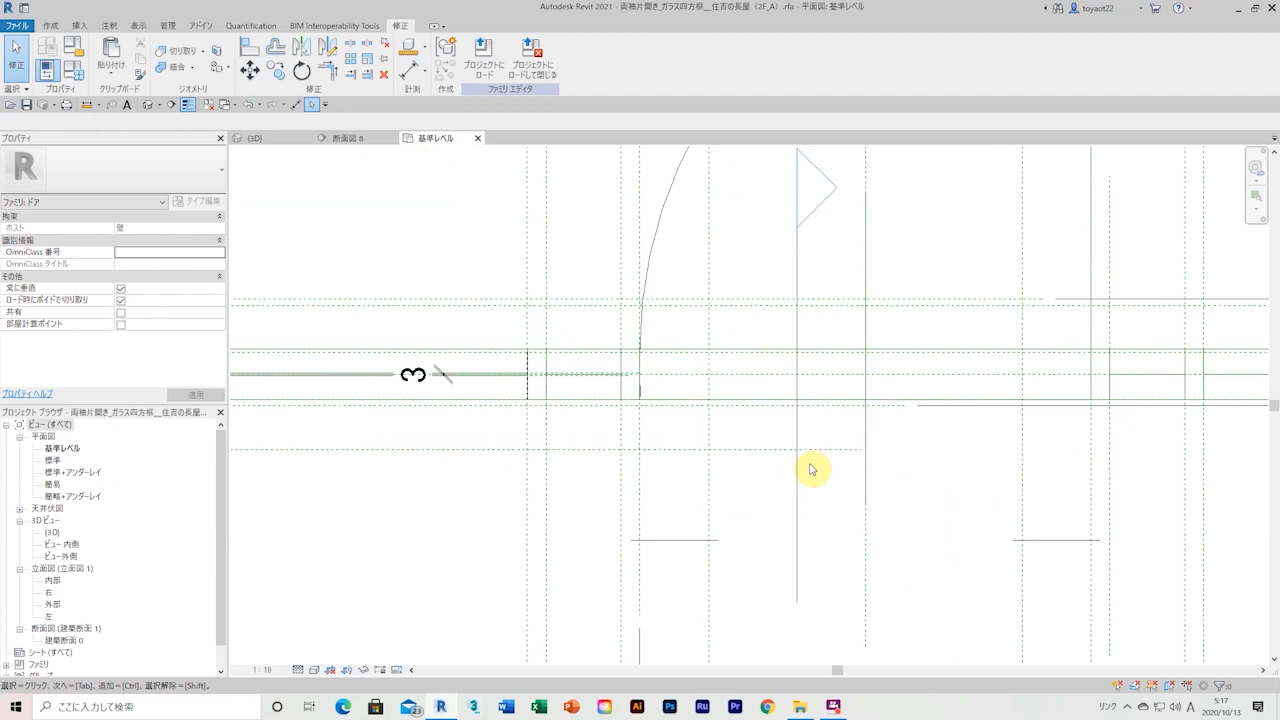 Autodesk Revit 2021 - 両袖片開き_ガラス四方框__住吉の長屋（2F_A）.rfa - 平面図: 基準レベル
toyaot22
ファイル 作成 挿入 注釈 表示 管理 アドイン Quantification BIM Interoperability Tools 修正
修正
貼り付け
切り取り
結合
プロジェクトに
ロード
プロジェクトに
ロードして閉じる
選択 プロパティ クリップボード ジオメトリ 修正 計測 作成 ファミリ エディタ
プロパティ
(3D) 断面図 8 基準レベル
ファミリ: ドア タイプ編集
拘束
ホスト 壁
識別情報
OmniClass 番号
OmniClass タイトル
その他
常に垂直
ロード時にボイドで切り取り
共有
部屋計算ポイント
3
プロパティ ヘルプ 適用
プロジェクト ブラウザ - 両袖片開き_ガラス四方框__住吉の長屋...
ビュー (すべて)
平面図
基準レベル
標準
標準+アンダーレイ
簡易
簡略+アンダーレイ
天井伏図
3D ビュー
(3D)
ビュー 内側
ビュー外側
立面図 (立面図 1)
内部
右
外部
左
断面図 (建築断面 1)
建築断面 0
シート (すべて)
ファミリ
1 : 10
選択=クリック、次へ=[Tab]、追加=[Ctrl]、選択解除=[Shift]。
:0
ここに入力して検索
23
Ai Ps Ru Pr
リンク
5:17
2020/10/13